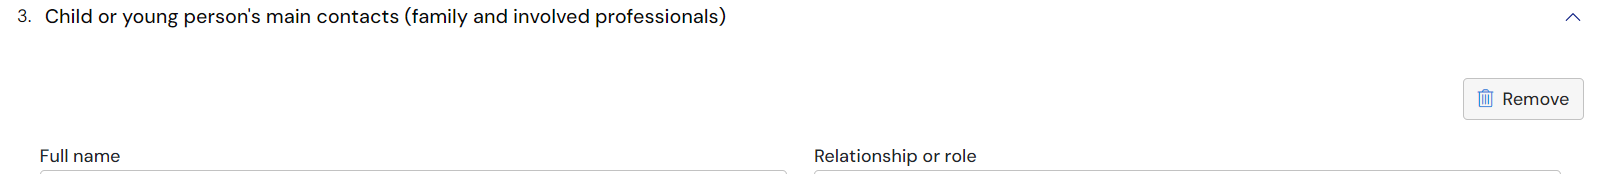 3. Child or young person's main contacts (family and involved professionals)
Remove
Full name
Relationship or role